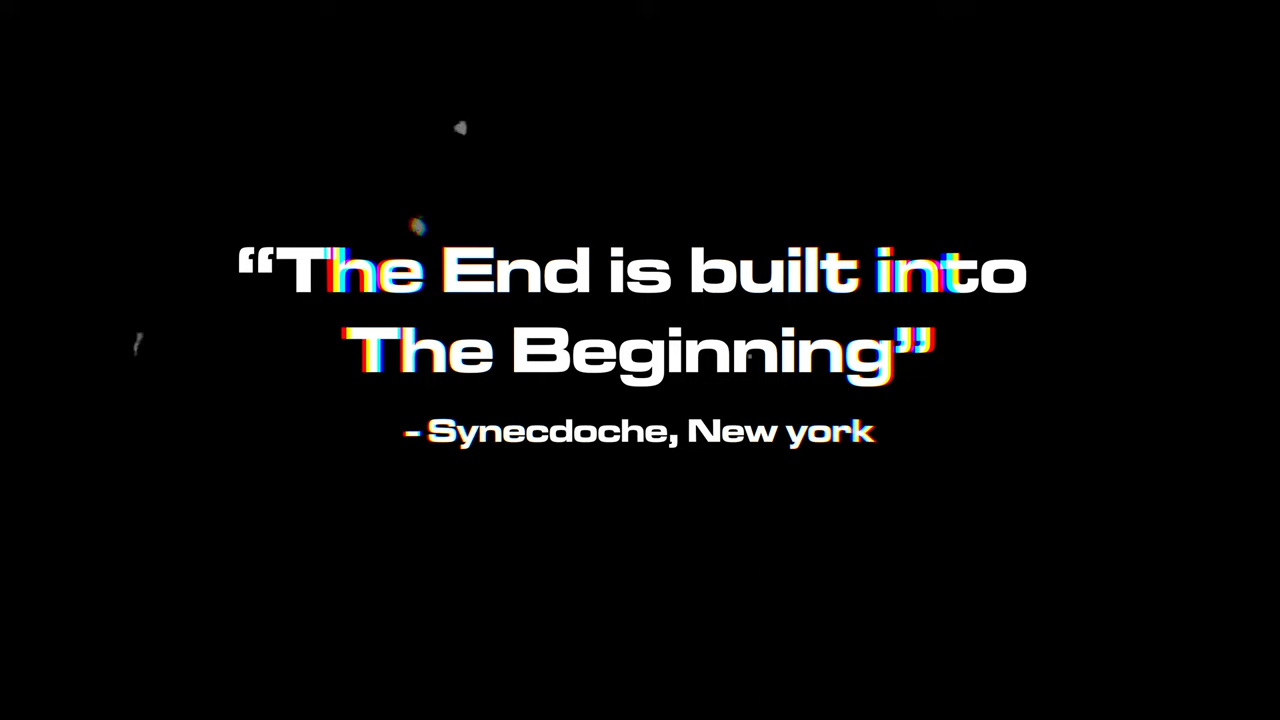 “The End is built into
The Beginning”
- Synecdoche, New york